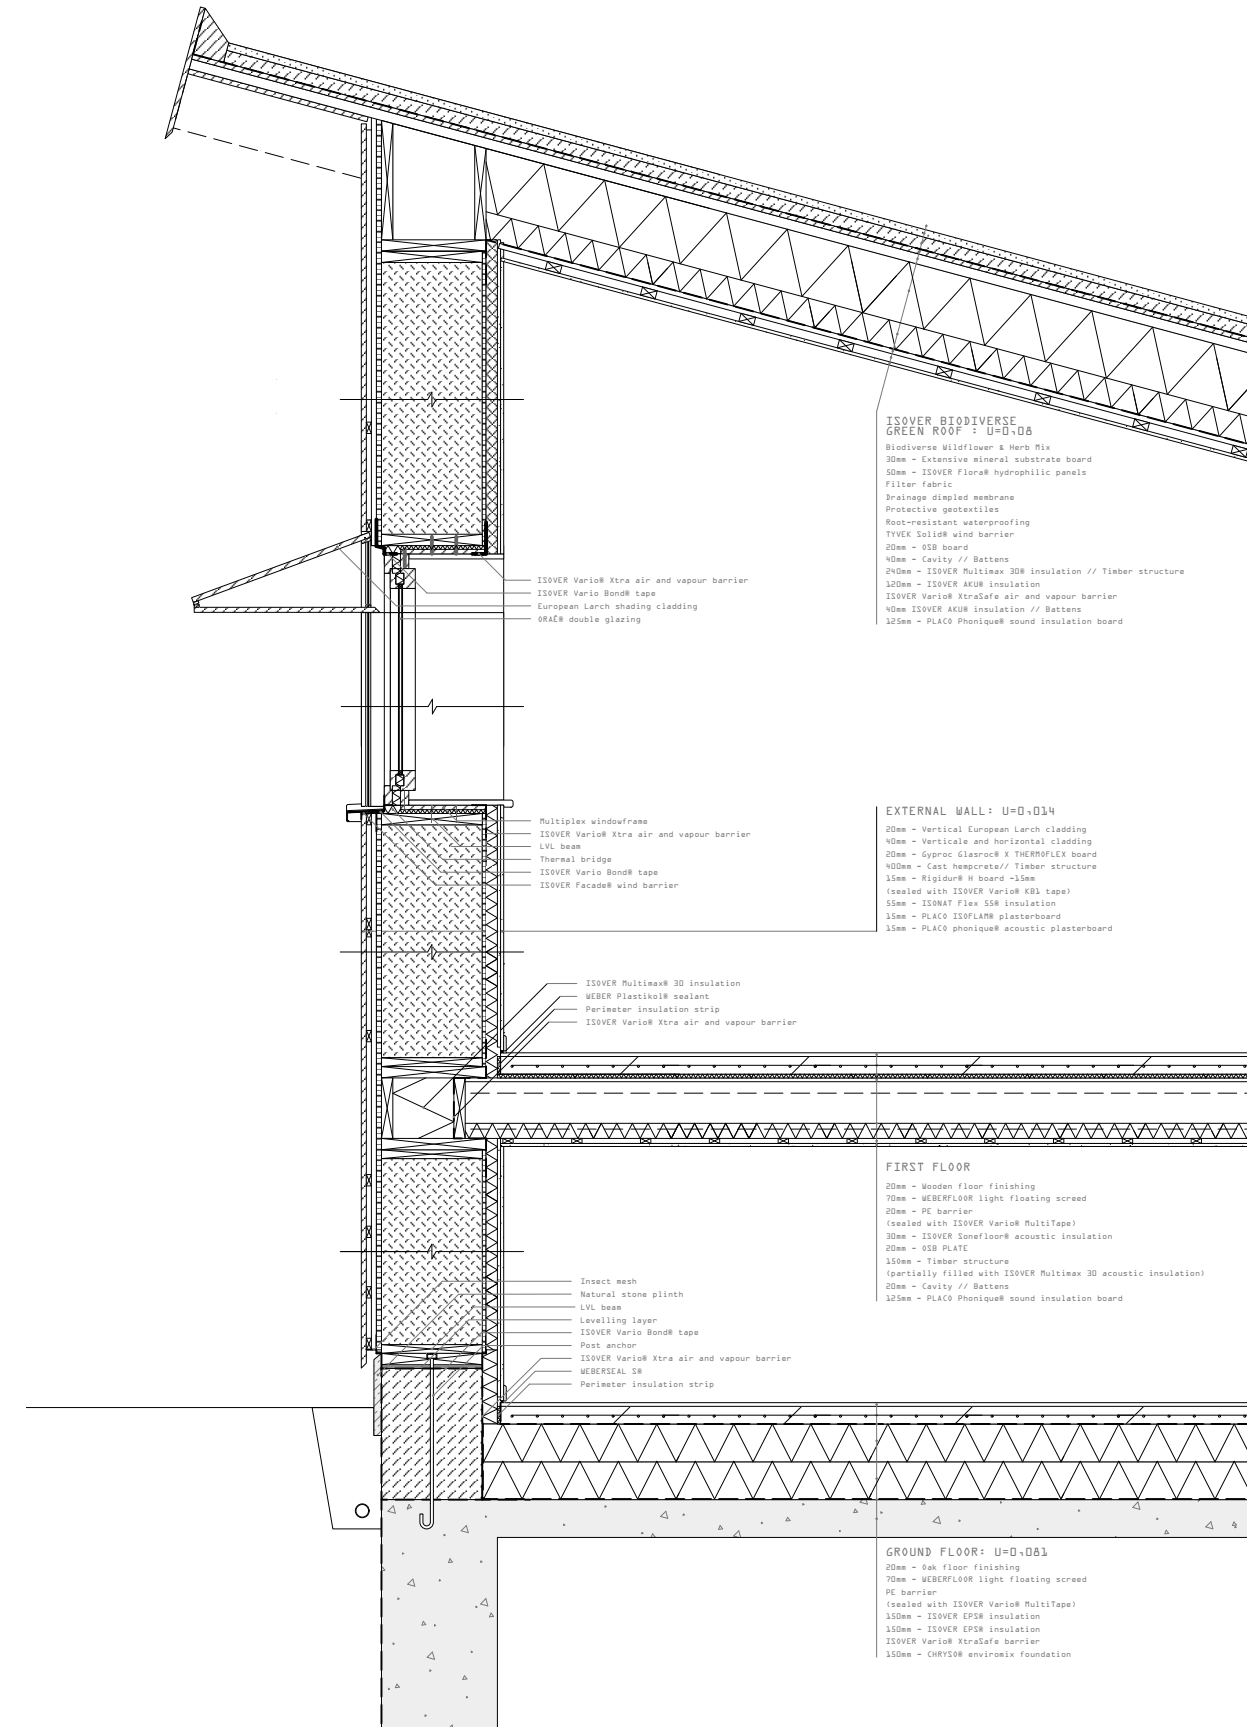 ISOVER BIODIVERSE
GREEN ROOF : U=0,08
Biodiverse Wildflower & Herb Mix
30mm - Extensive mineral substrate board
50mm - ISOVER Flora® hydrophilic panels
Filter fabric
Drainage dimpled membrane
Protective geotextiles
Root-resistant waterproofing
TYVEK Solid® wind barrier
20mm - OSB board
40mm - Cavity // Battens
240mm - ISOVER Multimax 30® insulation // Timber structure
120mm - ISOVER AKU® insulation
ISOVER Vario® XtraSafe air and vapour barrier
40mm ISOVER AKU® insulation // Battens
125mm - PLACO Phonique® sound insulation board
ISOVER Vario® Xtra air and vapour barrier
ISOVER Vario Bond® tape
European Larch shading cladding
ORAÉ® double glazing
EXTERNAL WALL: U=0,014
20mm - Vertical European Larch cladding
40mm - Verticale and horizontal cladding
20mm - Gyproc Glasroc® X THERMOFLEX board
400mm - Cast hempcrete// Timber structure
15mm - Rigidur® H board -15mm
(sealed with ISOVER Vario® KB1 tape)
55mm - ISONAT Flex 55® insulation
15mm - PLACO ISOFLAM® plasterboard
15mm - PLACO phonique® acoustic plasterboard
Multiplex windowframe
ISOVER Vario® Xtra air and vapour barrier
LVL beam
Thermal bridge
ISOVER Vario Bond® tape
ISOVER Facade® wind barrier
ISOVER Multimax® 30 insulation
WEBER Plastikol® sealant
Perimeter insulation strip
ISOVER Vario® Xtra air and vapour barrier
FIRST FLOOR
20mm - Wooden floor finishing
70mm - WEBERFLOOR light floating screed
20mm - PE barrier
(sealed with ISOVER Vario® MultiTape)
30mm - ISOVER Sonefloor® acoustic insulation
20mm - OSB PLATE
150mm - Timber structure
(partially filled with ISOVER Multimax 30 acoustic insulation)
20mm - Cavity // Battens
125mm - PLACO Phonique® sound insulation board
Insect mesh
Natural stone plinth
LVL beam
Levelling layer
ISOVER Vario Bond® tape
Post anchor
ISOVER Vario® Xtra air and vapour barrier
WEBERSEAL S®
Perimeter insulation strip
GROUND FLOOR: U=0,081
20mm - Oak floor finishing
70mm - WEBERFLOOR light floating screed
PE barrier
(sealed with ISOVER Vario® MultiTape)
150mm - ISOVER EPS® insulation
150mm - ISOVER EPS® insulation
ISOVER Vario® XtraSafe barrier
150mm - CHRYSO® enviromix foundation